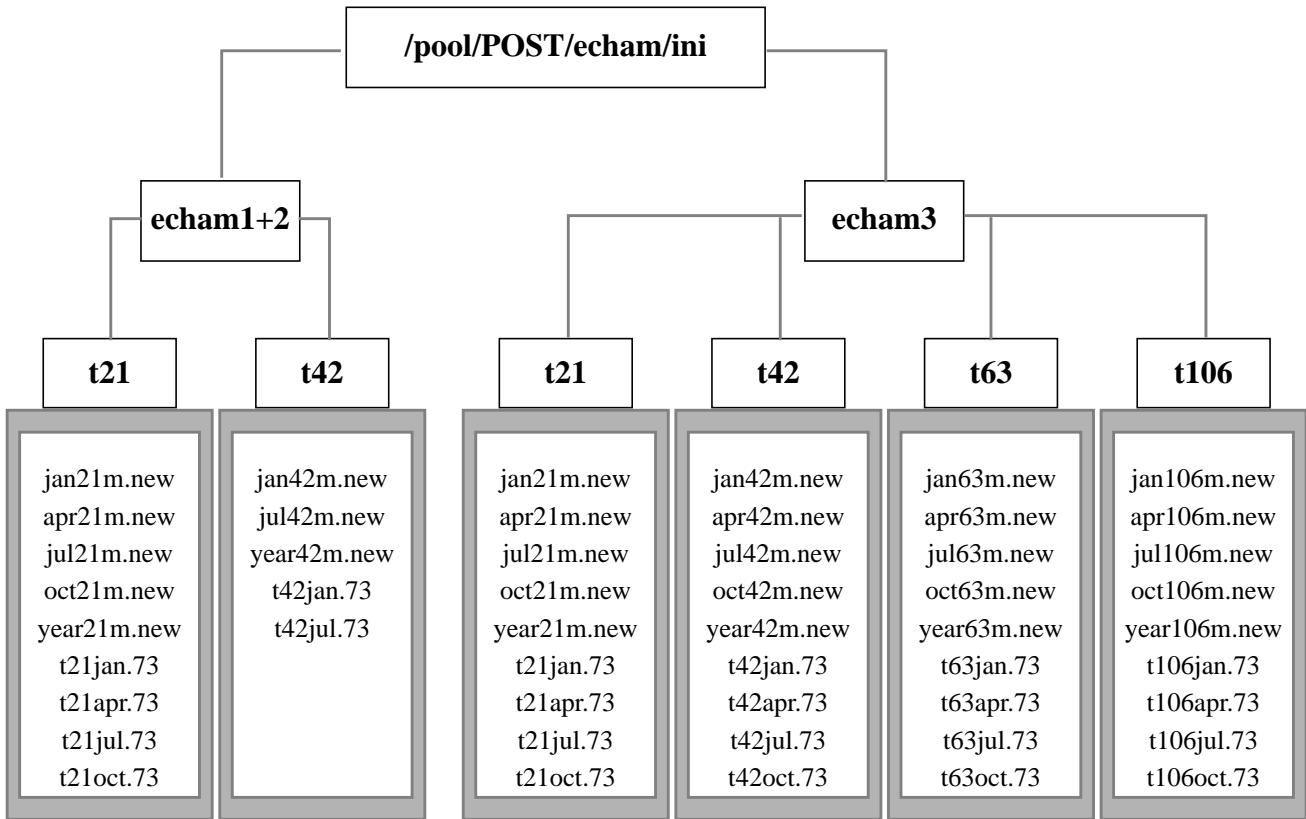 /pool/POST/echam/ini
echam1+2
echam3
t21
t42
t21
t42
t63
t106
jan21m.new
apr21m.new
jul21m.new
oct21m.new
year21m.new
t21jan.73
t21apr.73
t21jul.73
t21oct.73
jan42m.new
jul42m.new
year42m.new
t42jan.73
t42jul.73
jan21m.new
apr21m.new
jul21m.new
oct21m.new
year21m.new
t21jan.73
t21apr.73
t21jul.73
t21oct.73
jan42m.new
apr42m.new
jul42m.new
oct42m.new
year42m.new
t42jan.73
t42apr.73
t42jul.73
t42oct.73
jan63m.new
apr63m.new
jul63m.new
oct63m.new
year63m.new
t63jan.73
t63apr.73
t63jul.73
t63oct.73
jan106m.new
apr106m.new
jul106m.new
oct106m.new
year106m.new
t106jan.73
t106apr.73
t106jul.73
t106oct.73